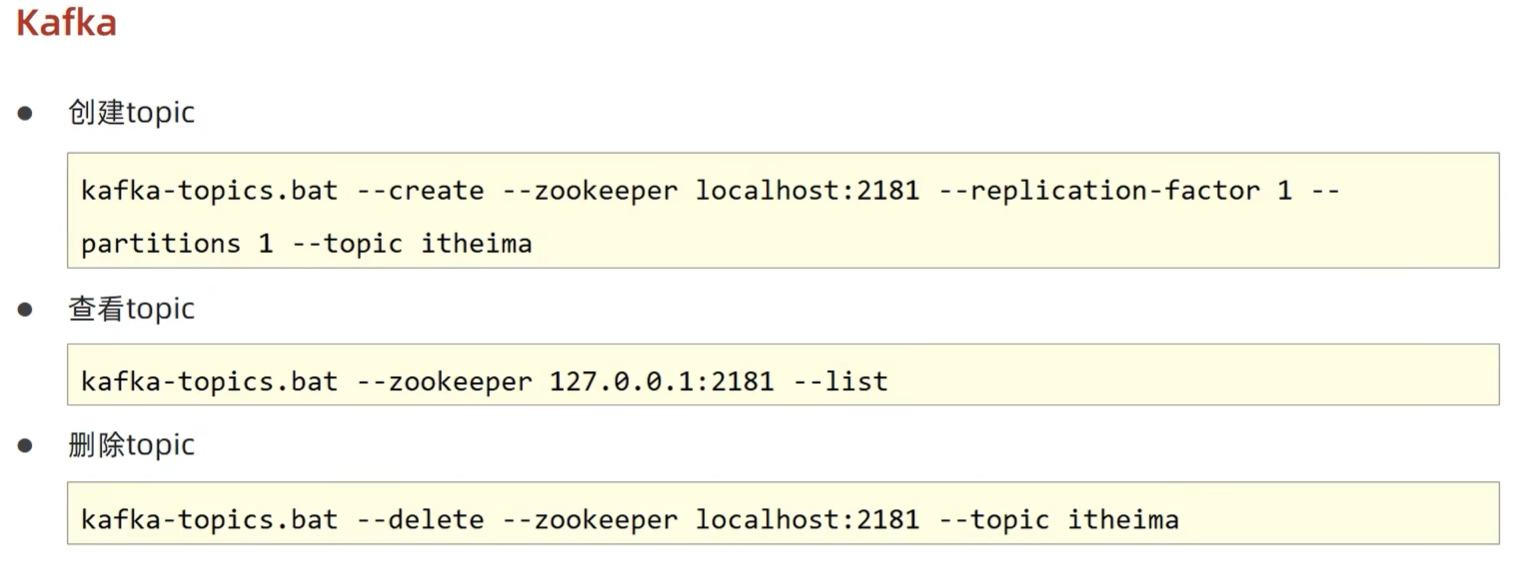 Kafka
创建topic
kafka-topics.bat --create --zookeeper localhost:2181 --replication-factor 1 --
partitions 1 --topic itheima
查看topic
kafka-topics.bat --zookeeper 127.0.0.1:2181 --list
删除topic
kafka-topics.bat --delete --zookeeper localhost:2181 --topic itheima